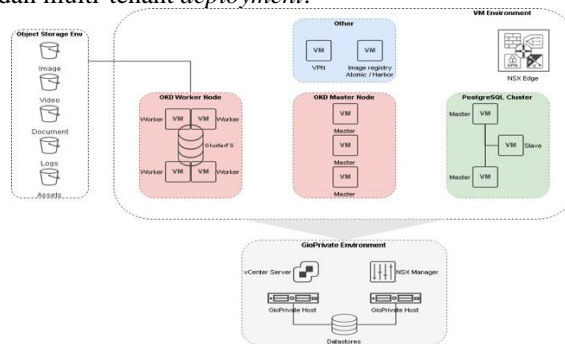 dan multi-tenant deployment.
Object Storage Env
Image
Video
Document
Logs
Assets
VM Environment
Other
VM
VM
VPN
Image registry
Atomic / Harbor
VPN
NSX Edge
OKD Worker Node
Worker
VM
VM
Worker
GlusterFS
Worker
VM
VM
Worker
OKD Master Node
VM
Master
VM
Master
VM
Master
PostgreSQL Cluster
Master
VM
VM
Slave
Master
VM
GioPrivate Environment
vCenter Server
NSX Manager
GioPrivate Host
GioPrivate Host
Datastores